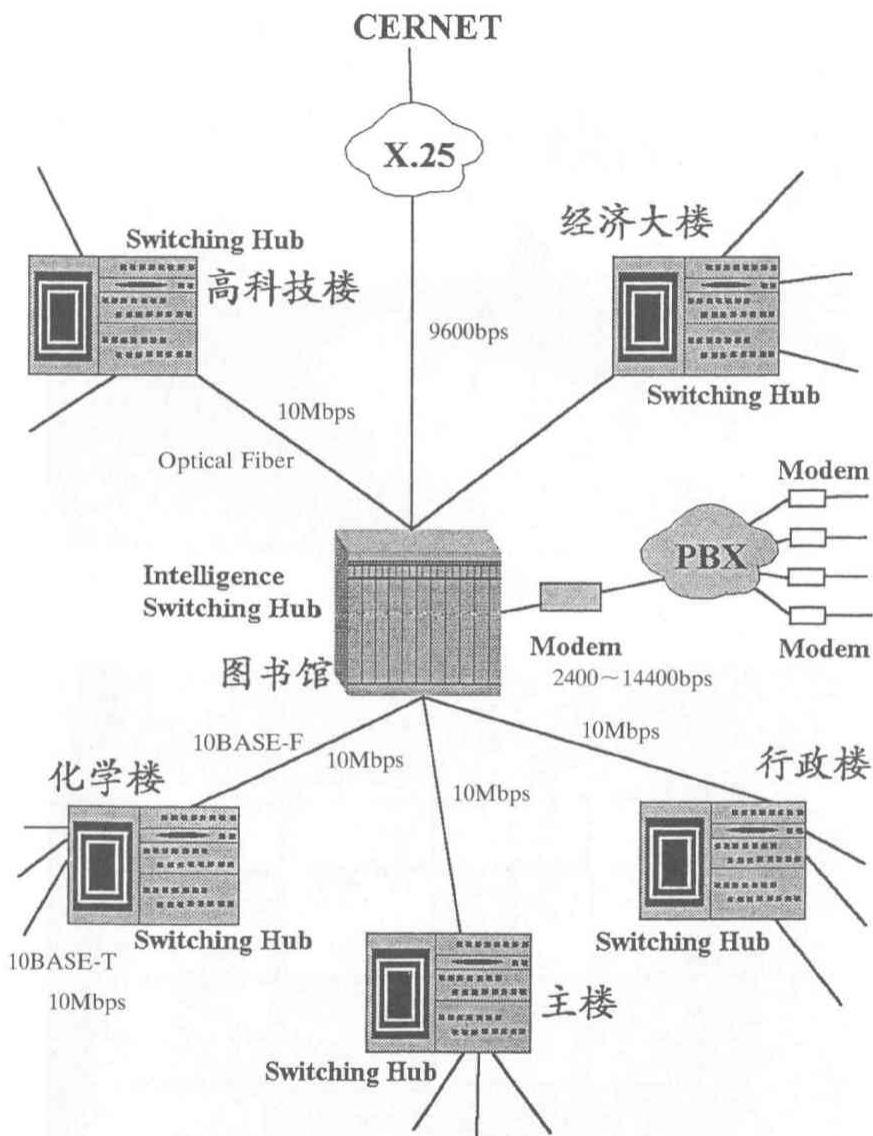 CERNET
X.25
经济大楼
Switching Hub
高科技楼
9600bps
Switching Hub
10Mbps
Optical Fiber
Modem
PBX
Intelligence
Switching Hub
Modem
Modem
图书馆
2400～14400bps
10BASE-F
10Mbps
10Mbps
行政楼
化学楼
10Mbps
Switching Hub
Switching Hub
10BASE-T
10Mbps
主楼
Switching Hub